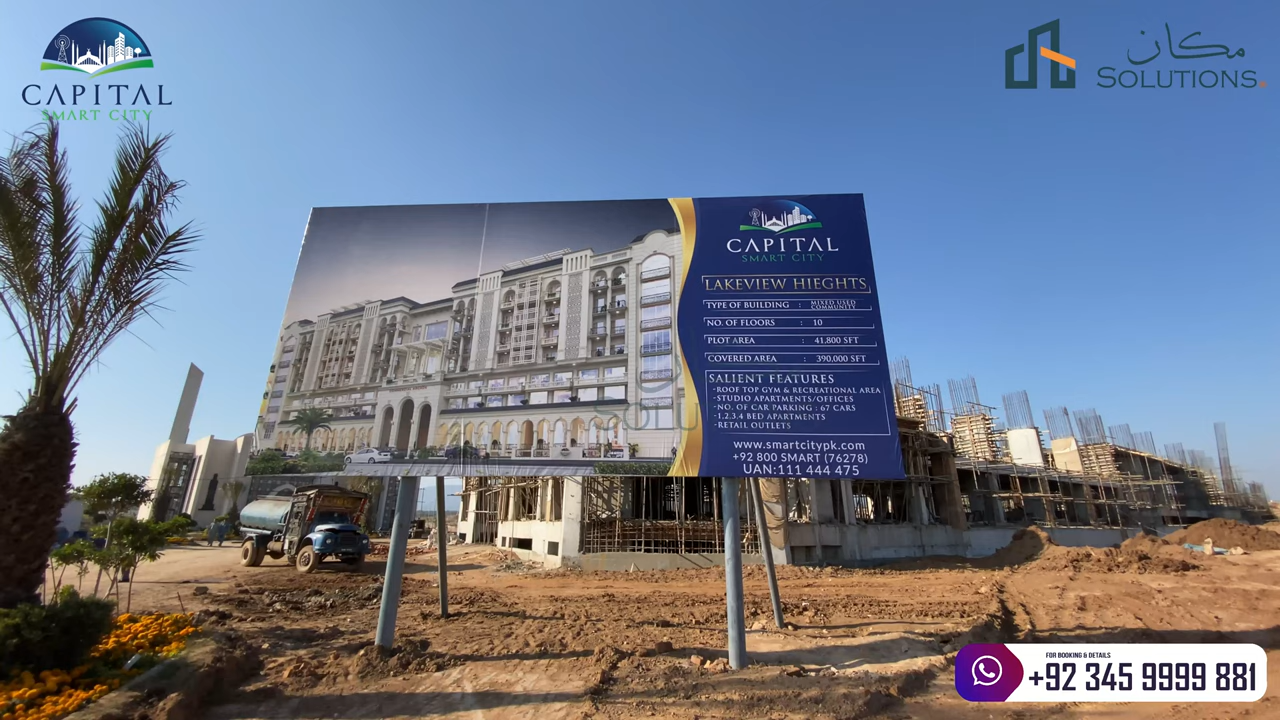 CAPITAL
SMART CITY
مكان
SOLUTIONS.
CAPITAL
SMART CITY
LAKEVIEW HIEGHTS
TYPE OF BUILDING : MIXED USED COMMUNITY
NO. OF FLOORS : 10
PLOT AREA : 41,800 SFT
COVERED AREA : 390,000 SFT
SALIENT FEATURES
-ROOF TOP GYM & RECREATIONAL AREA
-STUDIO APARTMENTS/OFFICES
-NO. OF CAR PARKING : 67 CARS
-1,2,3,4 BED APARTMENTS
-RETAIL OUTLETS
www.smartcitypk.com
+92 800 SMART (76278)
UAN:111 444 475
FOR BOOKING & DETAILS
+92 345 9999 881